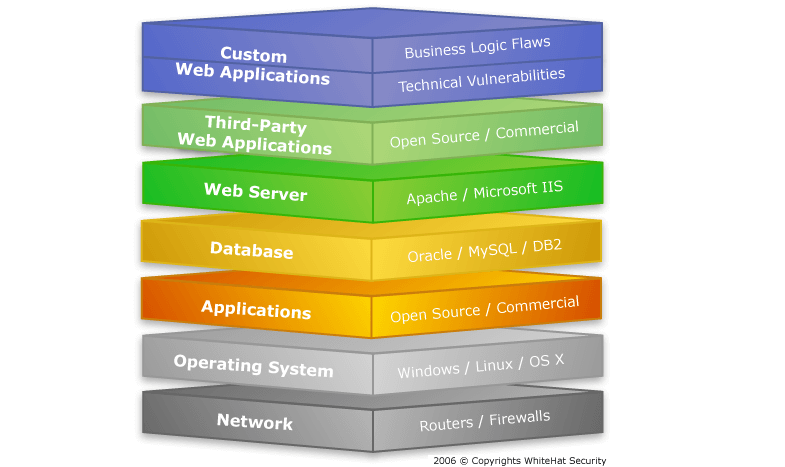 Custom
Web Applications
Business Logic Flaws
Technical Vulnerabilities
Third-Party
Web Applications
Open Source / Commercial
Web Server
Apache / Microsoft IIS
Database
Oracle / MySQL / DB2
Applications
Open Source / Commercial
Operating System
Windows / Linux / OS X
Network
Routers / Firewalls
2006 © Copyrights WhiteHat Security